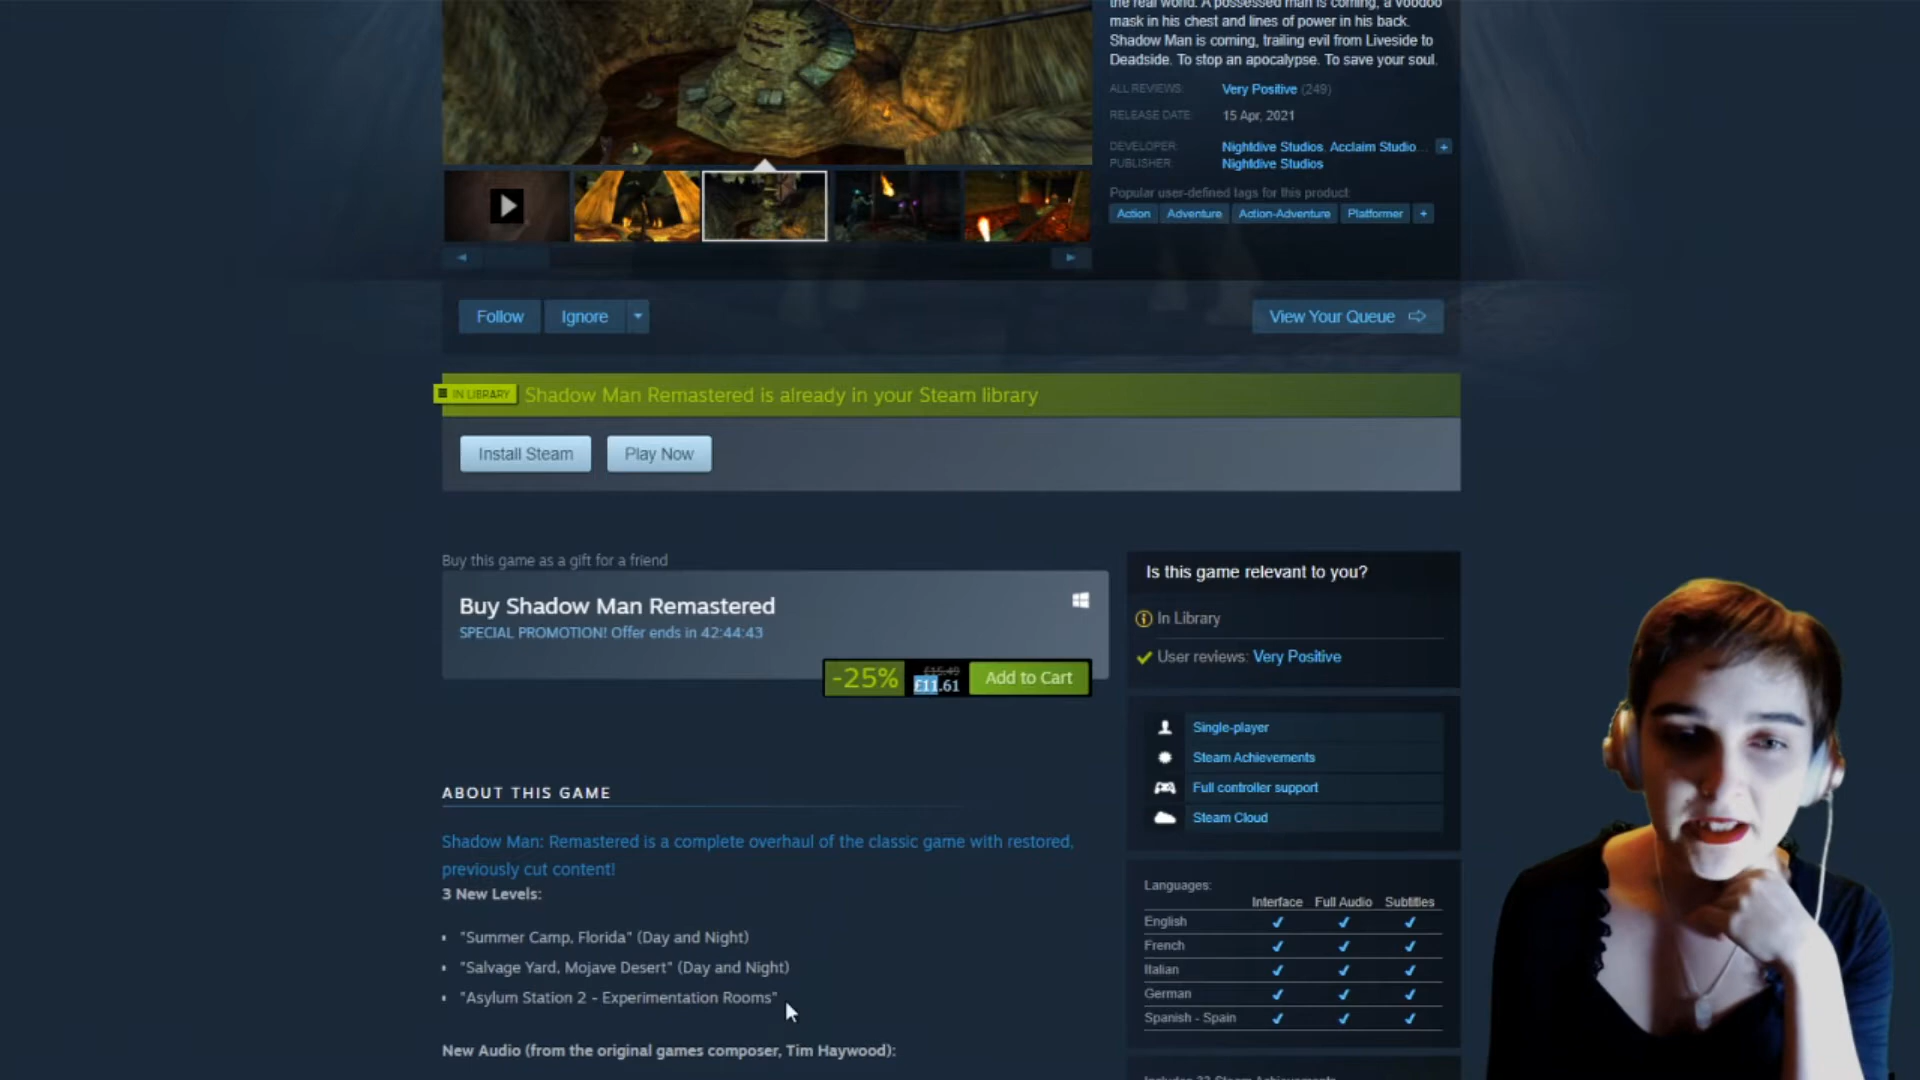 the real world. A possessed man is coming, a voodoo
mask in his chest and lines of power in his back.
Shadow Man is coming, trailing evil from Liveside to
Deadside. To stop an apocalypse. To save your soul.
ALL REVIEWS: Very Positive (249)
RELEASE DATE: 15 Apr, 2021
DEVELOPER: Nightdive Studios, Acclaim Studio... +
PUBLISHER: Nightdive Studios
Popular user-defined tags for this product:
Action Adventure Action-Adventure Platformer +
Follow Ignore View Your Queue
IN LIBRARY Shadow Man Remastered is already in your Steam library
Install Steam Play Now
Buy this game as a gift for a friend
Buy Shadow Man Remastered
SPECIAL PROMOTION! Offer ends in 42:44:43
-25% £15.49 £11.61 Add to Cart
Is this game relevant to you?
In Library
User reviews: Very Positive
Single-player
Steam Achievements
Full controller support
Steam Cloud
ABOUT THIS GAME
Shadow Man: Remastered is a complete overhaul of the classic game with restored,
previously cut content!
3 New Levels:
"Summer Camp, Florida" (Day and Night)
"Salvage Yard, Mojave Desert" (Day and Night)
"Asylum Station 2 - Experimentation Rooms"
New Audio (from the original games composer, Tim Haywood):
Languages:
Interface Full Audio Subtitles
English ✔ ✔ ✔
French ✔ ✔ ✔
Italian ✔ ✔ ✔
German ✔ ✔ ✔
Spanish - Spain ✔ ✔ ✔